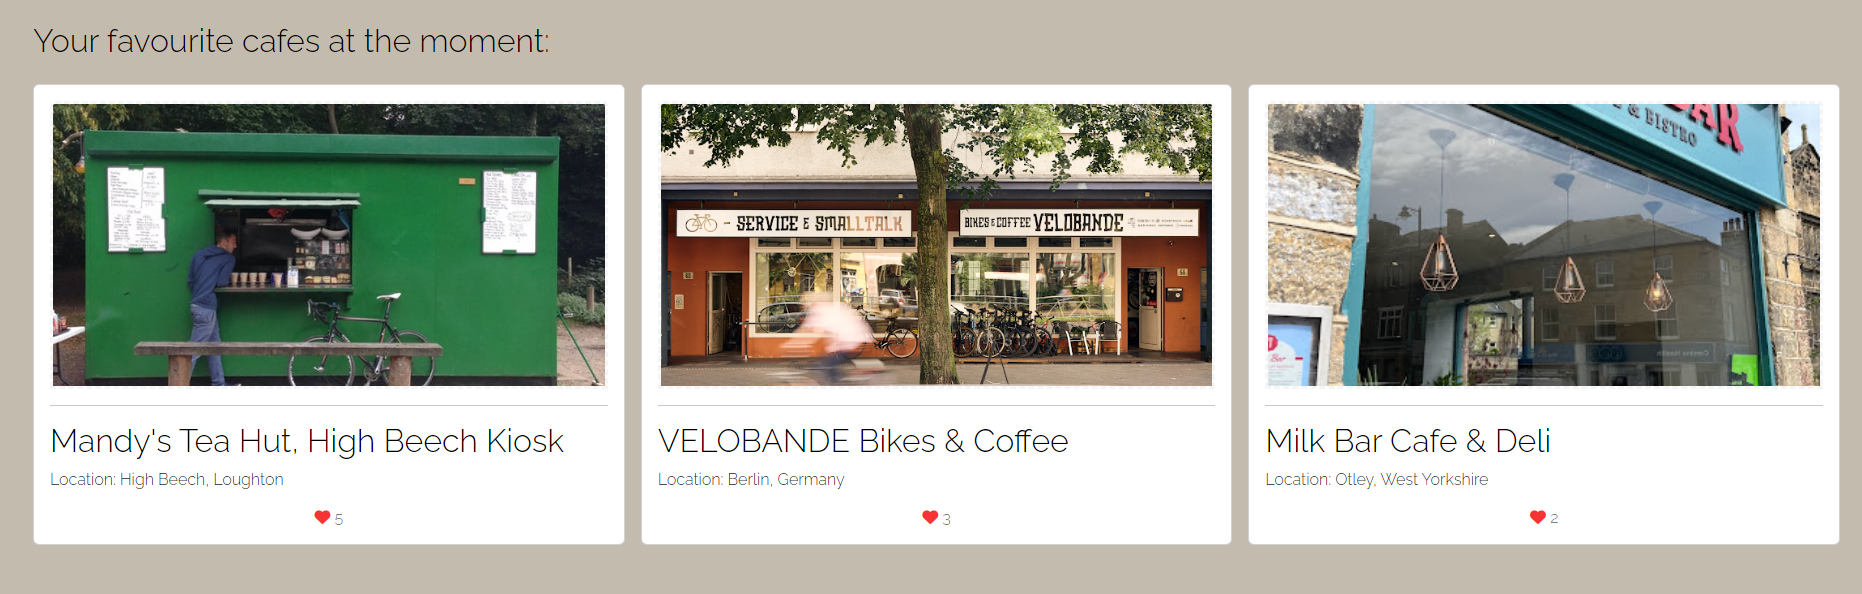 Your favourite cafes at the moment:
- SERVICE & SMALLTALK
BIKES & COFFEE VELOBANDE
BAR
& BISTRO
Mandy's Tea Hut, High Beech Kiosk
Location: High Beech, Loughton
5
VELOBANDE Bikes & Coffee
Location: Berlin, Germany
3
Milk Bar Cafe & Deli
Location: Otley, West Yorkshire
2